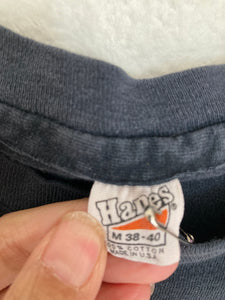 Hanes®
M 38-40
% COTTON
MADE IN U.S.A.